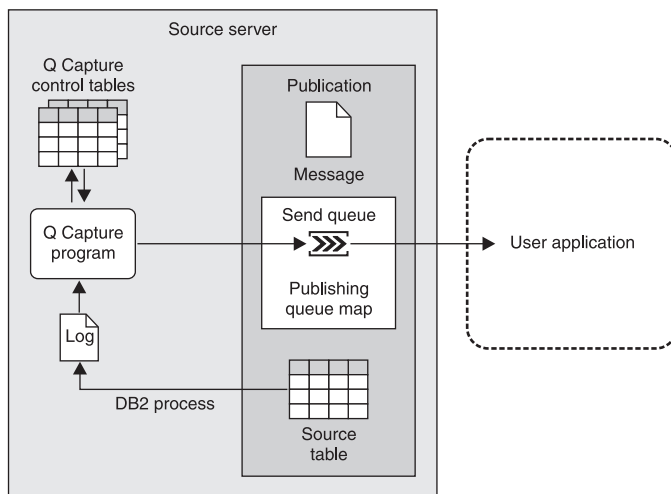 Source server
Q Capture
control tables
Publication
Message
Send queue
Q Capture
program
User application
Publishing
queue map
Log
DB2 process
Source
table